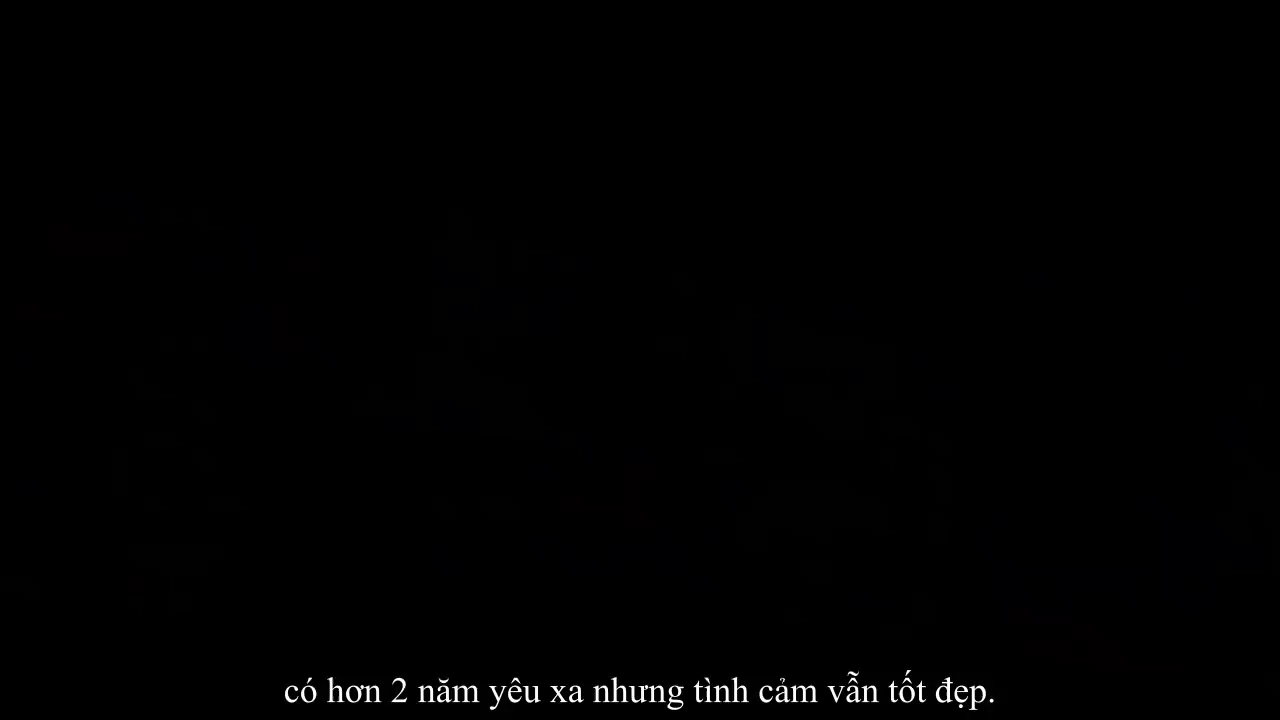 có hơn 2 năm yêu xa nhưng tình cảm vẫn tốt đẹp.